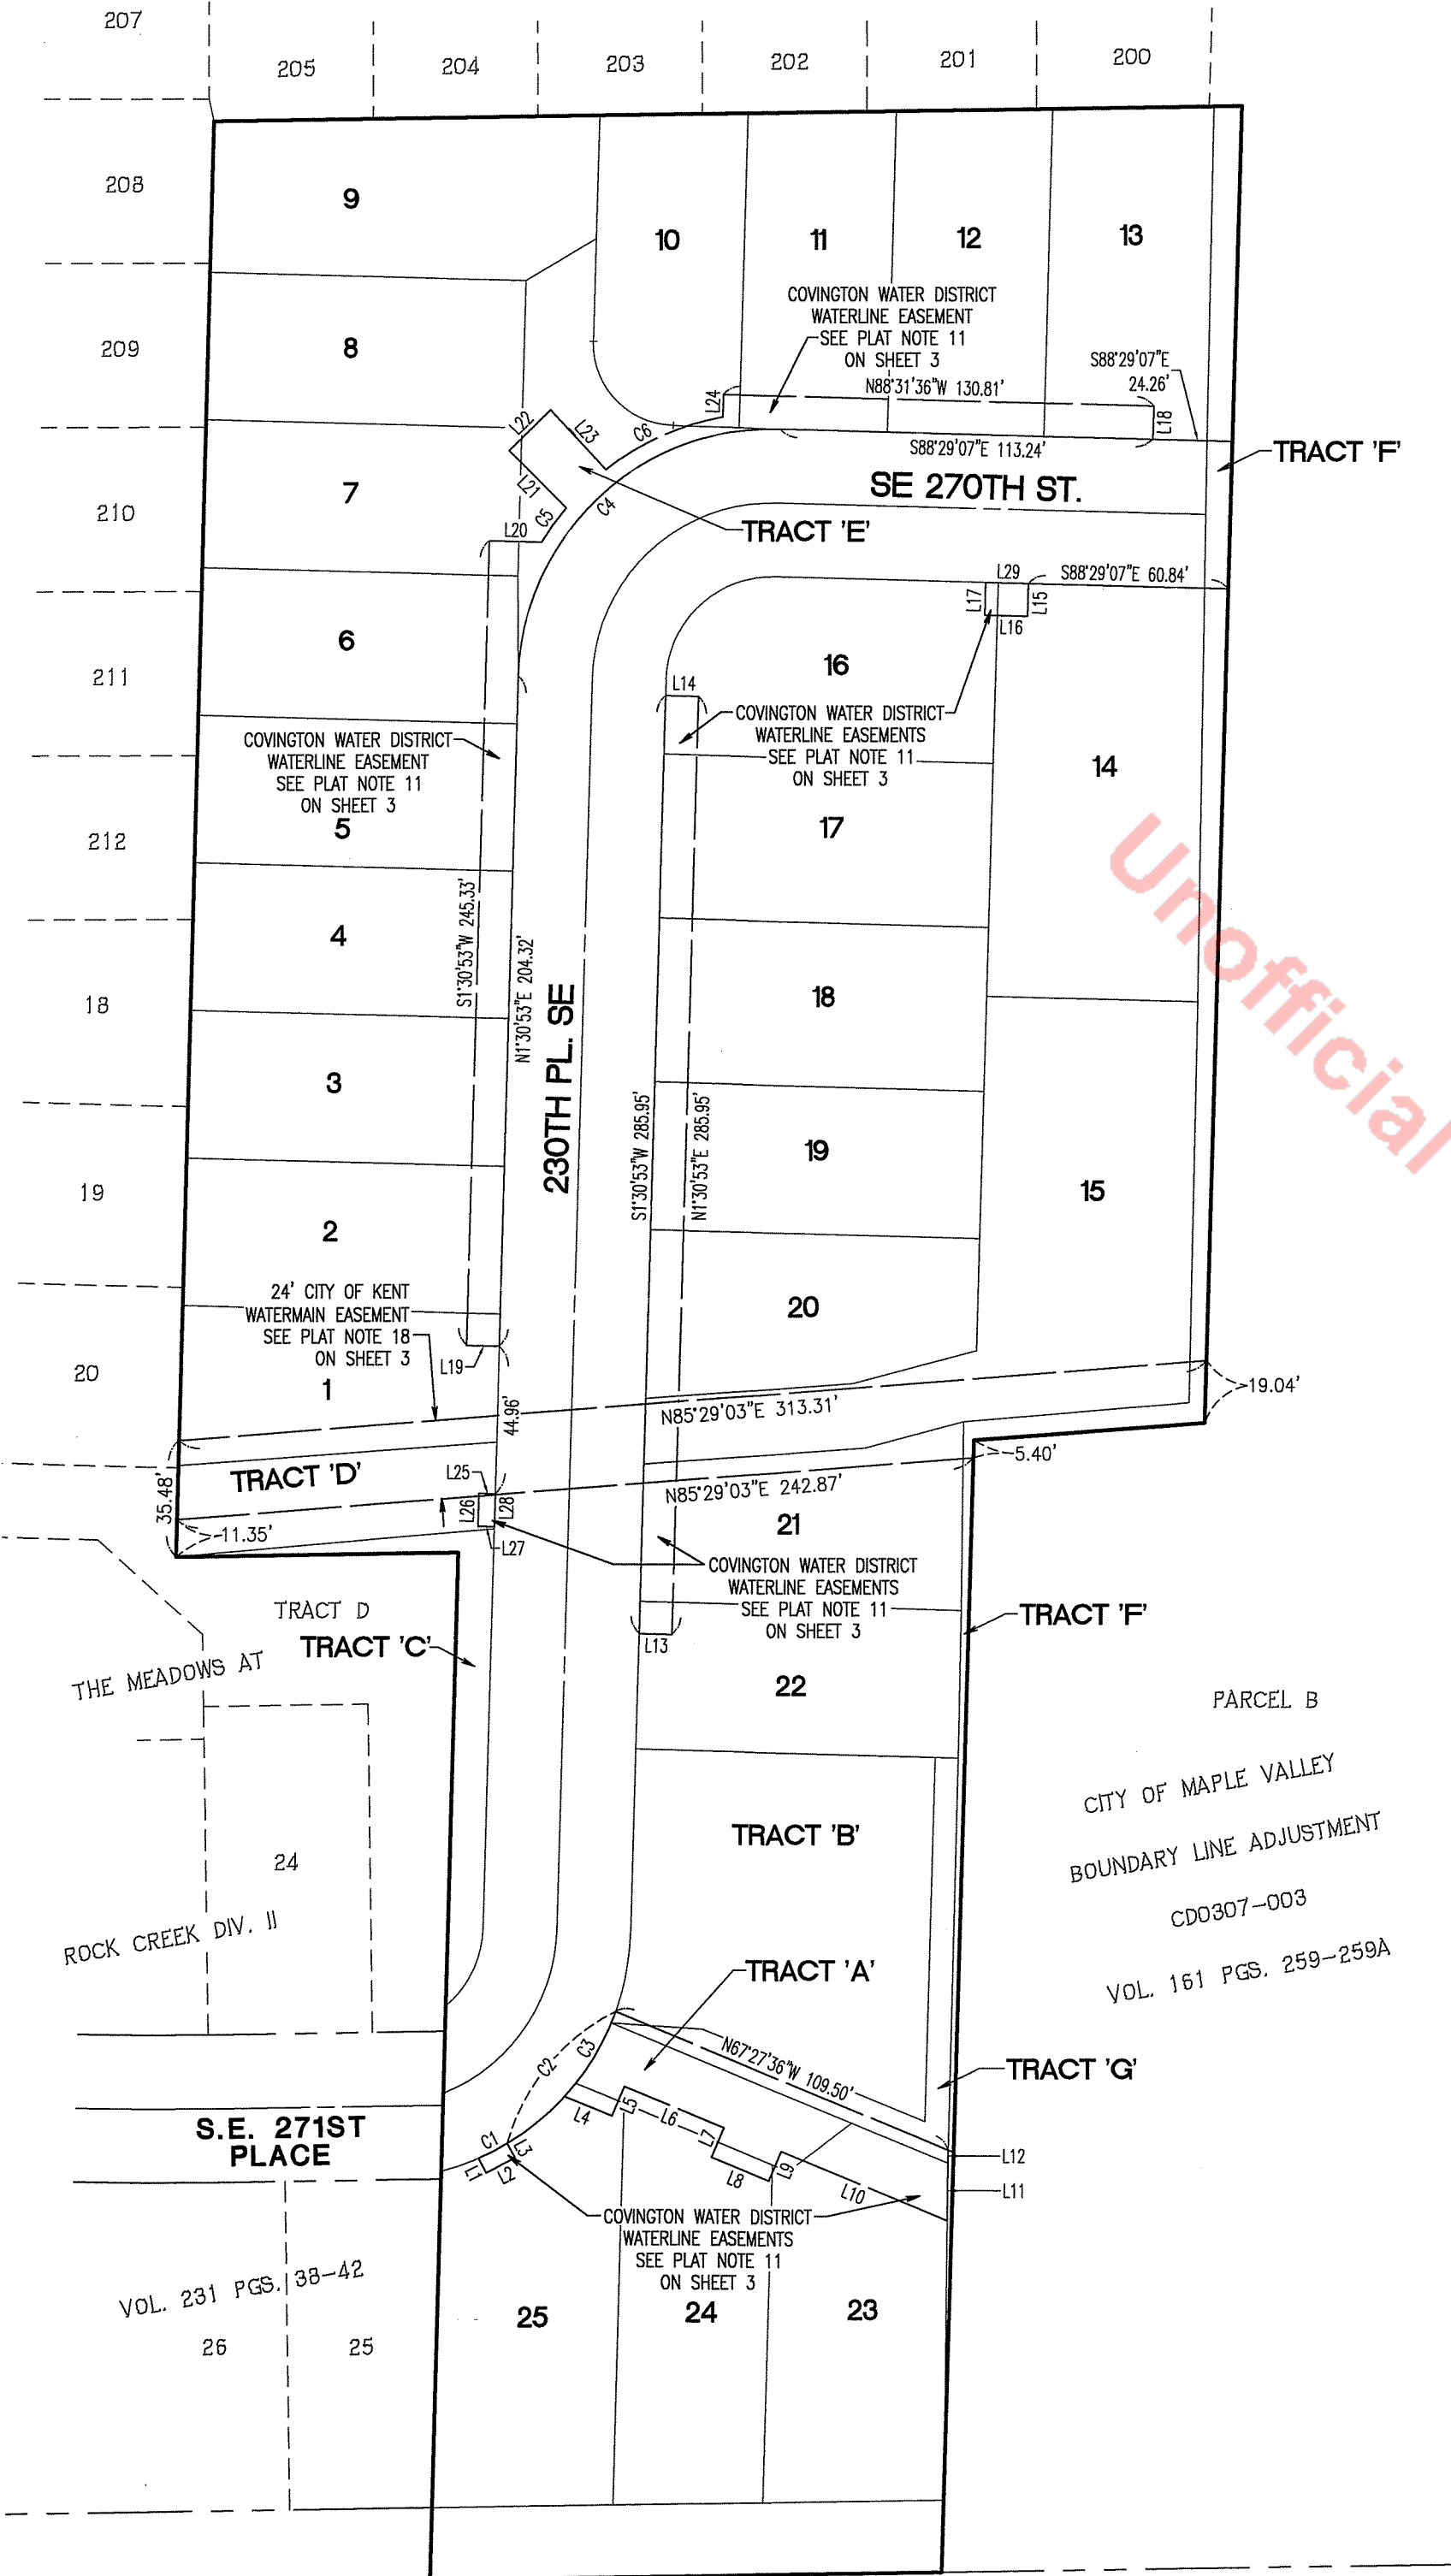 207
205
204
203
202
201
200
208
9
10
11
12
13
COVINGTON WATER DISTRICT
WATERLINE EASEMENT
SEE PLAT NOTE 11
ON SHEET 3
209
8
S88°29'07"E
24.26'
N88°31'36"W 130.81'
L24
L18
L22
L23
C6
S88°29'07"E 113.24'
TRACT 'F'
7
SE 270TH ST.
L21
C5
C4
210
L20
TRACT 'E'
L29
S88°29'07"E 60.84'
L17
L15
L16
6
16
211
L14
COVINGTON WATER DISTRICT
WATERLINE EASEMENTS
SEE PLAT NOTE 11
ON SHEET 3
COVINGTON WATER DISTRICT
WATERLINE EASEMENT
SEE PLAT NOTE 11
ON SHEET 3
14
5
17
212
Unofficial
S1°30'53"W 245.33'
N1°30'53"E 204.32'
4
18
18
230TH PL. SE
3
S1°30'53"W 285.95'
N1°30'53"E 285.95'
19
15
19
2
24' CITY OF KENT
WATERMAIN EASEMENT
SEE PLAT NOTE 18
ON SHEET 3
20
L19
20
1
19.04'
44.96'
N85°29'03"E 313.31'
5.40'
TRACT 'D'
35.48'
L25
L26
L28
N85°29'03"E 242.87'
11.35'
21
L27
COVINGTON WATER DISTRICT
WATERLINE EASEMENTS
SEE PLAT NOTE 11
ON SHEET 3
TRACT D
TRACT 'C'
TRACT 'F'
L13
THE MEADOWS AT
22
PARCEL B
CITY OF MAPLE VALLEY
TRACT 'B'
BOUNDARY LINE ADJUSTMENT
24
CD0307-003
ROCK CREEK DIV. II
TRACT 'A'
VOL. 161 PGS. 259-259A
N67°27'36"W 109.50'
C2
C3
TRACT 'G'
L4
L5
L6
L7
S.E. 271ST
PLACE
C1
L3
L1
L2
L8
L9
L10
L12
L11
COVINGTON WATER DISTRICT
WATERLINE EASEMENTS
SEE PLAT NOTE 11
ON SHEET 3
VOL. 231 PGS. 38-42
25
24
23
26
25